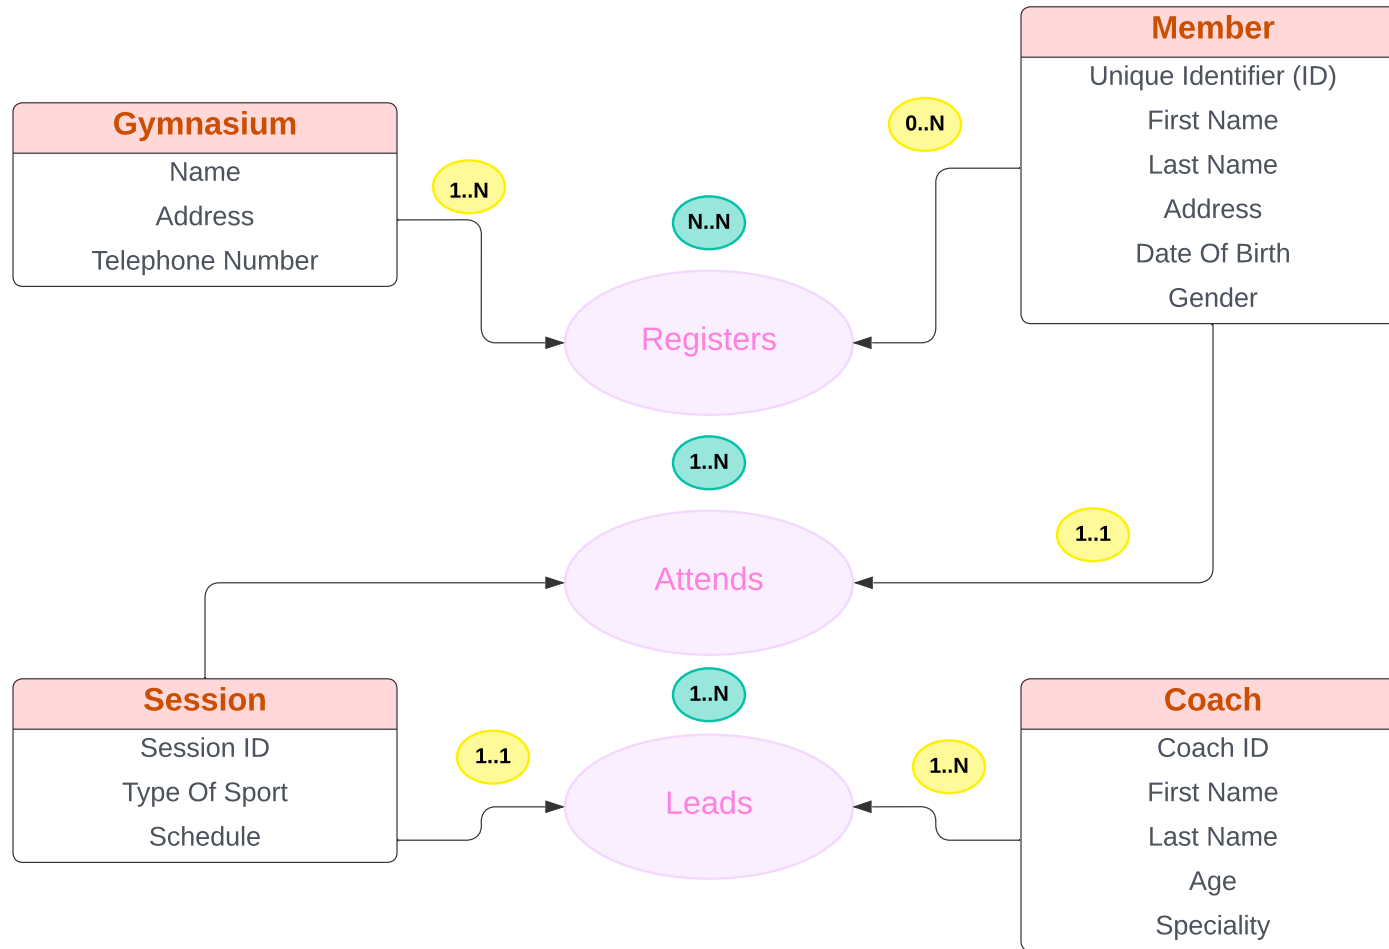 Member
Unique Identifier (ID)
First Name
Last Name
Address
Date Of Birth
Gender
Gymnasium
Name
Address
Telephone Number
1..N
0..N
N..N
Registers
1..N
Attends
1..1
Session
Session ID
Type Of Sport
Schedule
1..1
1..N
Leads
1..N
Coach
Coach ID
First Name
Last Name
Age
Speciality